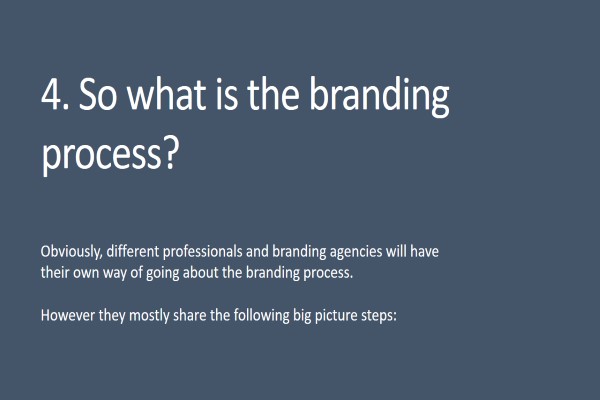 4. So what is the branding
process?
Obviously, different professionals and branding agencies will have
their own way of going about the branding process.
However they mostly share the following big picture steps: